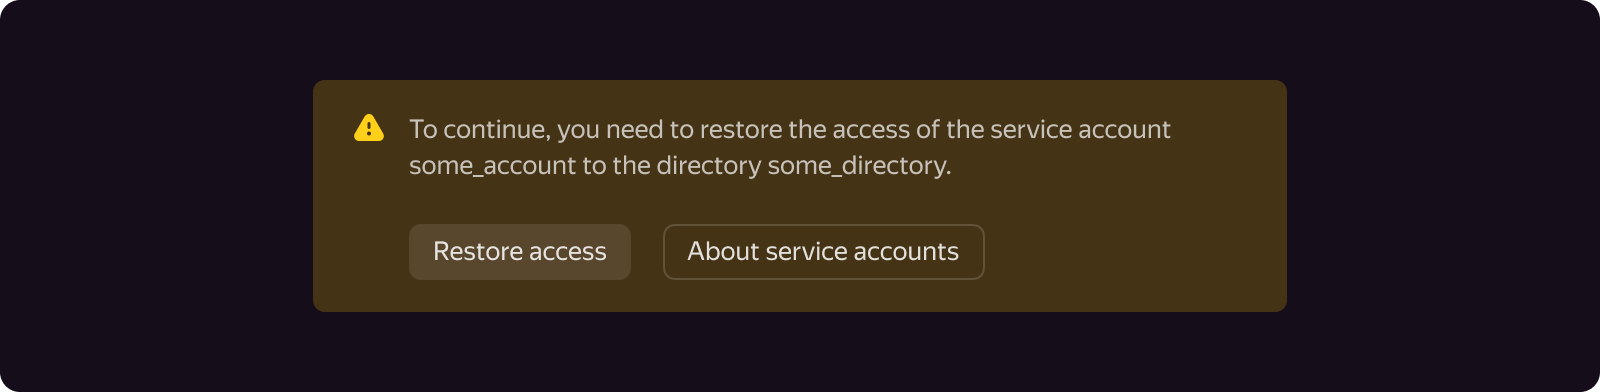 To continue, you need to restore the access of the service account
some_account to the directory some_directory.
Restore access
About service accounts